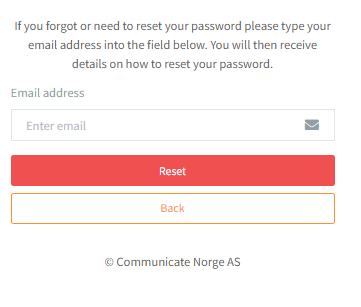 If you forgot or need to reset your password please type your
email address into the field below. You will then receive
details on how to reset your password.
Email address
Enter email
Reset
Back
© Communicate Norge AS